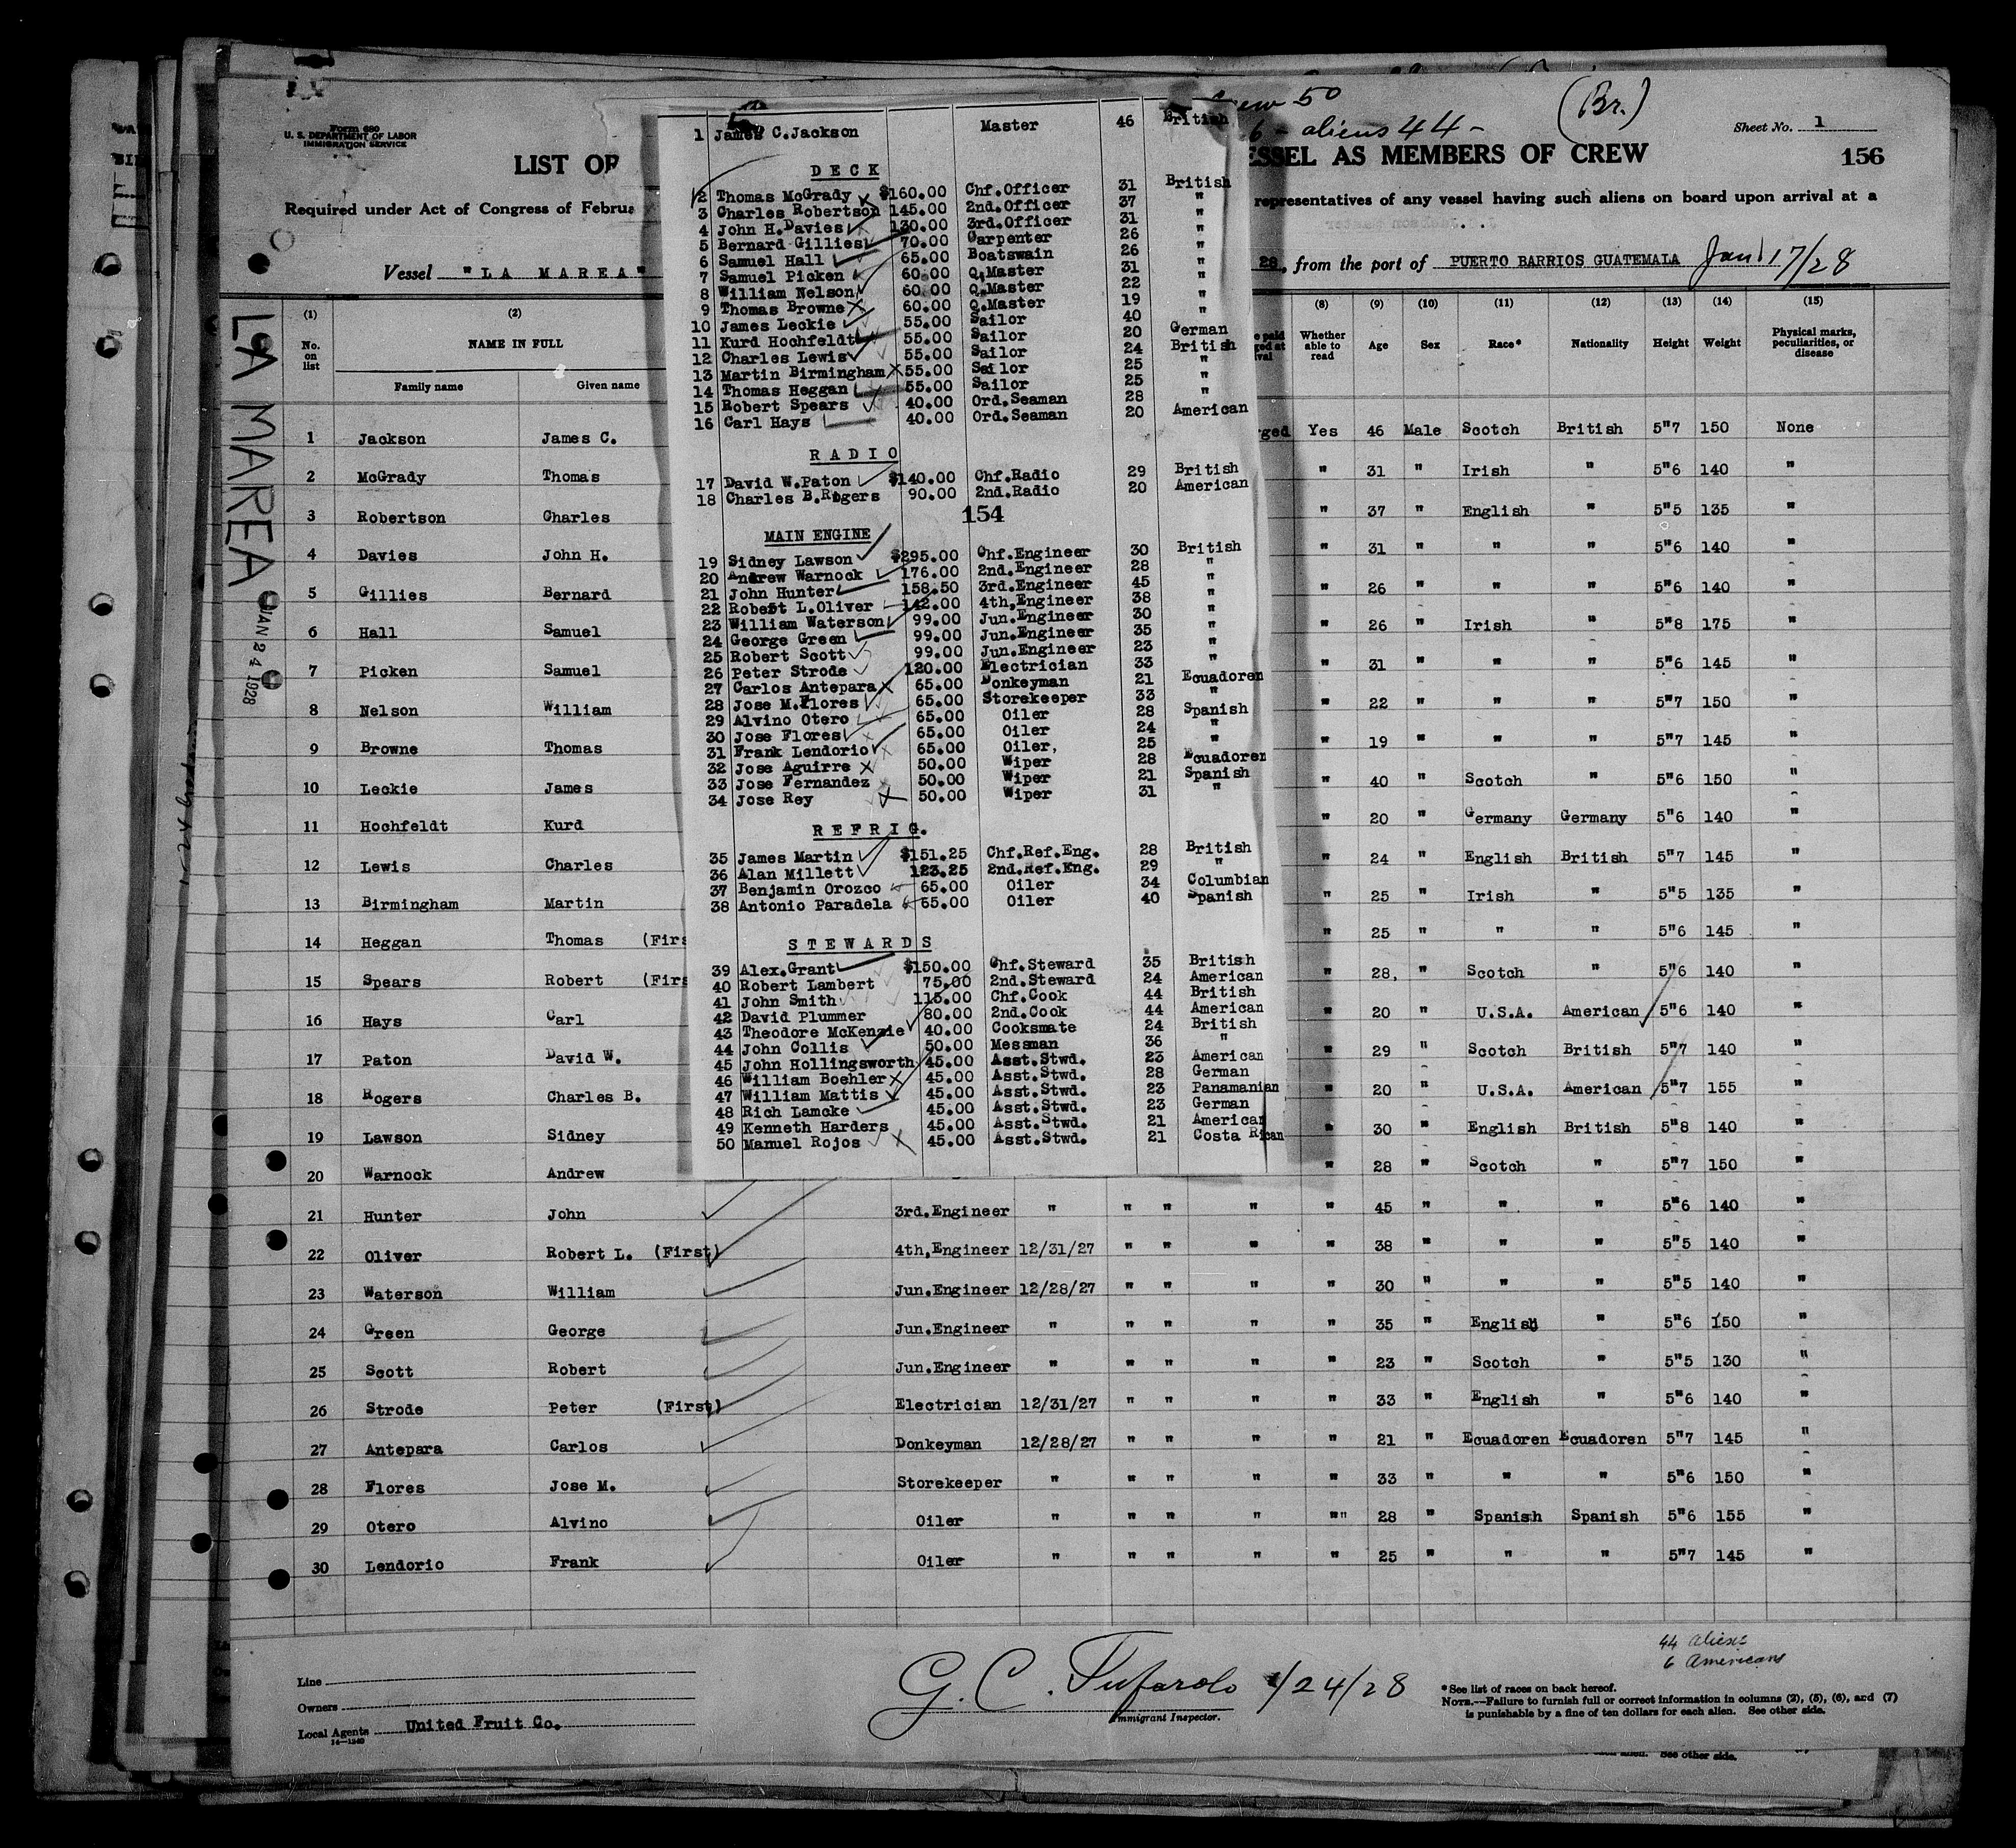 Form 680
U. S. DEPARTMENT OF LABOR
IMMIGRATION SERVICE
Crew 50
6 - aliens 44 -
(Br.)
Sheet No. 1
LIST OF
ESSEL AS MEMBERS OF CREW
156
Required under Act of Congress of Februa
representatives of any vessel having such aliens on board upon arrival at a
Vessel "LA MAREA"
28, from the port of PUERTO BARRIOS GUATEMALA Jan 17/28
LA MAREA
JAN 24 1928
1 James C.Jackson Master 46 British
DECK
2 Thomas McGrady $160.00 Chf.Officer 31 British
3 Charles Robertson 145.00 2nd.Officer 37 "
4 John H.Davies 130.00 3rd.Officer 31 "
5 Bernard Gillies 70.00 Carpenter 26 "
6 Samuel Hall 65.00 Boatswain 26 "
7 Samuel Picken 60.00 Q.Master 31 "
8 William Nelson 60.00 Q.Master 22 "
9 Thomas Browne 60.00 Q.Master 19 "
10 James Leckie 55.00 Sailor 40 "
11 Kurd Hochfeldt 55.00 Sailor 20 German
12 Charles Lewis 55.00 Sailor 24 British
13 Martin Birmingham 55.00 Sailor 25 "
14 Thomas Heggan 55.00 Sailor 25 "
15 Robert Spears 40.00 Ord.Seaman 28 "
16 Carl Hays 40.00 Ord.Seaman 20 American
RADIO
17 David W.Paton $140.00 Chf.Radio 29 British
18 Charles B.Rogers 90.00 2nd.Radio 20 American
154
MAIN ENGINE
19 Sidney Lawson $295.00 Chf.Engineer 30 British
20 Andrew Warnock 176.00 2nd.Engineer 28 "
21 John Hunter 158.50 3rd.Engineer 45 "
22 Robert L.Oliver 142.00 4th,Engineer 38 "
23 William Waterson 99.00 Jun.Engineer 30 "
24 George Green 99.00 Jun.Engineer 35 "
25 Robert Scott 99.00 Jun.Engineer 23 "
26 Peter Strode 120.00 Electrician 33 "
27 Carlos Antepara 65.00 Donkeyman 21 Ecuadoren
28 Jose M.Flores 65.00 Storekeeper 33 "
29 Alvino Otero 65.00 Oiler 28 Spanish
30 Jose Flores 65.00 Oiler 24 "
31 Frank Lendorio 65.00 Oiler, 25 "
32 Jose Aguirre 50.00 Wiper 28 Ecuadoren
33 Jose Fernandez 50.00 Wiper 21 Spanish
34 Jose Rey 50.00 Wiper 31 "
REFRIG.
35 James Martin $151.25 Chf.Ref.Eng. 28 British
36 Alan Millett 123.25 2nd.Ref.Eng. 29 "
37 Benjamin Orozco 65.00 Oiler 34 Columbian
38 Antonio Paradela 65.00 Oiler 40 Spanish
STEWARDS
39 Alex.Grant $150.00 Chf.Steward 35 British
40 Robert Lambert 75.00 2nd.Steward 24 American
41 John Smith 115.00 Chf.Cook 44 British
42 David Plummer 80.00 2nd.Cook 44 American
43 Theodore McKenzie 40.00 Cooksmate 24 British
44 John Collis 50.00 Messman 36 "
45 John Hollingsworth 45.00 Asst.Stwd. 23 American
46 William Boehler 45.00 Asst.Stwd. 28 German
47 William Mattis 45.00 Asst.Stwd. 23 Panamanian
48 Rich Lamcke 45.00 Asst.Stwd. 23 German
49 Kenneth Harders 45.00 Asst.Stwd. 21 American
50 Manuel Rojos 45.00 Asst.Stwd. 21 Costa Rican
(1) (2) (8) (9) (10) (11) (12) (13) (14) (15)
No. on list NAME IN FULL Whether able to read Age Sex Race* Nationality Height Weight Physical marks, peculiarities, or disease
Family name Given name
1 Jackson James C. rged Yes 46 Male Scotch British 5"7 150 None
2 McGrady Thomas " 31 " Irish " 5"6 140 "
3 Robertson Charles " 37 " English " 5"5 135 "
4 Davies John H. " 31 " " " 5"6 140 "
5 Gillies Bernard " 26 " " " 5"6 140 "
6 Hall Samuel " 26 " Irish " 5"8 175 "
7 Picken Samuel " 31 " " " 5"6 145 "
8 Nelson William " 22 " " " 5"7 150 "
9 Browne Thomas " 19 " " " 5"7 145 "
10 Leckie James " 40 " Scotch " 5"6 150 "
11 Hochfeldt Kurd " 20 " Germany Germany 5"6 140 "
12 Lewis Charles " 24 " English British 5"7 145 "
13 Birmingham Martin " 25 " Irish " 5"5 135 "
14 Heggan Thomas (Firs " 25 " " " 5"6 145 "
15 Spears Robert (Firs " 28, " Scotch " 5"6 140 "
16 Hays Carl " 20 " U.S.A. American 5"6 140 "
17 Paton David W. " 29 " Scotch British 5"7 140 "
18 Rogers Charles B. " 20 " U.S.A. American 5"7 155 "
19 Lawson Sidney " 30 " English British 5"8 140 "
20 Warnock Andrew " 28 " Scotch " 5"7 150 "
21 Hunter John 3rd.Engineer " " " " " 45 " " " 5"6 140 "
22 Oliver Robert L. (First) 4th,Engineer 12/31/27 " " " " 38 " " " 5"5 140 "
23 Waterson William Jun.Engineer 12/28/27 " " " " 30 " " " 5"5 140 "
24 Green George Jun.Engineer " " " " " 35 " English " 5"6 150 "
25 Scott Robert Jun.Engineer " " " " " 23 " Scotch " 5"5 130 "
26 Strode Peter (First) Electrician 12/31/27 " " " " 33 " English " 5"6 140 "
27 Antepara Carlos Donkeyman 12/28/27 " " " " 21 " Ecuadoren Ecuadoren 5"7 145 "
28 Flores Jose M. Storekeeper " " " " " 33 " " " 5"6 150 "
29 Otero Alvino Oiler " " " " "" 28 " Spanish Spanish 5"6 155 "
30 Lendorio Frank Oiler " " " " " 25 " " " 5"7 145 "
44 aliens
6 Americans
Line
Owners
Local Agents United Fruit Co.
14—1240
G. C. Tufarolo 1/24/28
Immigrant Inspector.
*See list of races on back hereof.
NOTE.—Failure to furnish full or correct information in columns (2), (5), (6), and (7)
is punishable by a fine of ten dollars for each alien. See other side.
See other side.